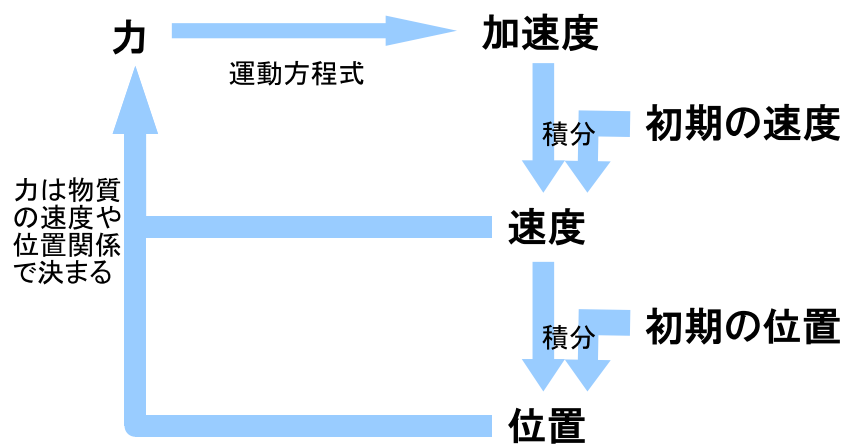 力
加速度
運動方程式
積分
初期の速度
力は物質
の速度や
位置関係
で決まる
速度
積分
初期の位置
位置